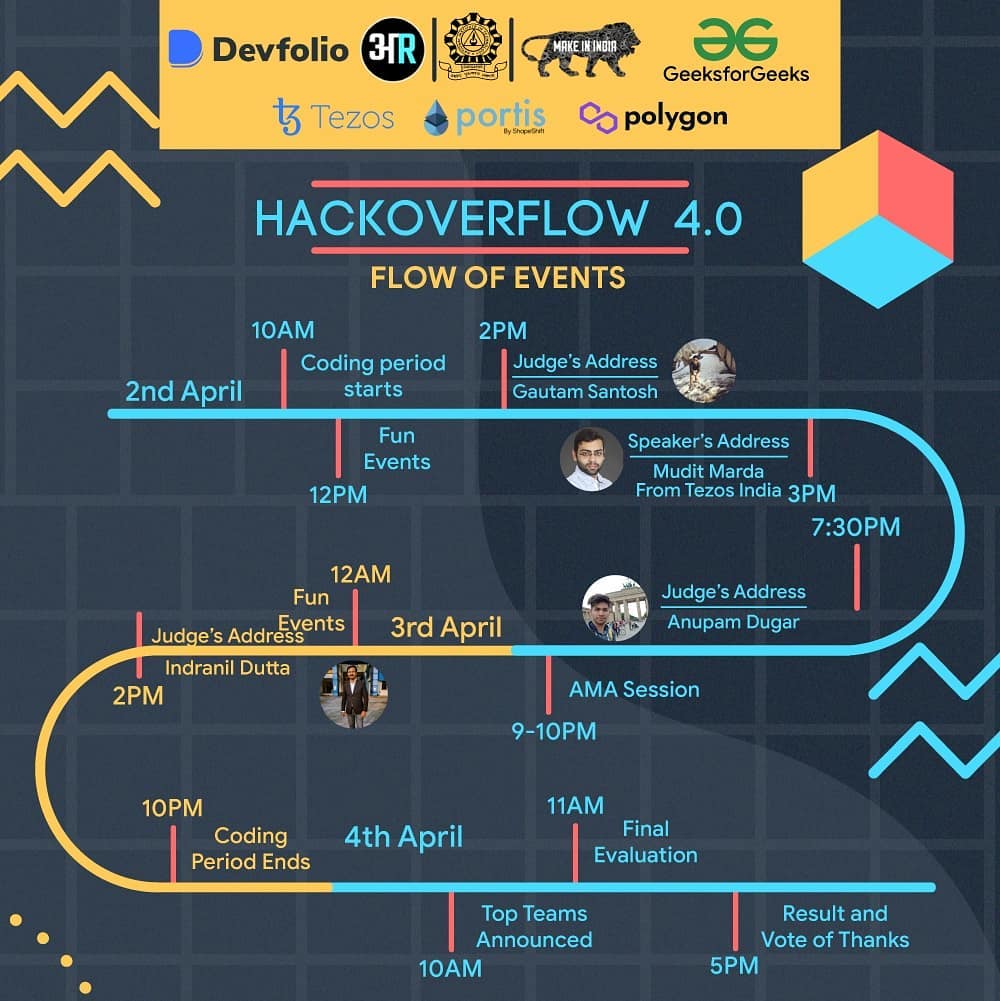 Devfolio
अR
MAKE IN INDIA
GeeksforGeeks
Tezos
portis
By ShapeShift
polygon
HACKOVERFLOW 4.0
FLOW OF EVENTS
10AM
2PM
Coding period
starts
Judge's Address
Gautam Santosh
2nd April
Fun
Events
12PM
Speaker's Address
Mudit Marda
From Tezos India
3PM
7:30PM
Judge's Address
Anupam Dugar
AMA Session
9-10PM
12AM
Fun
Events
3rd April
Judge's Address
Indranil Dutta
2PM
10PM
Coding
Period Ends
4th April
11AM
Final
Evaluation
Top Teams
Announced
10AM
Result and
Vote of Thanks
5PM